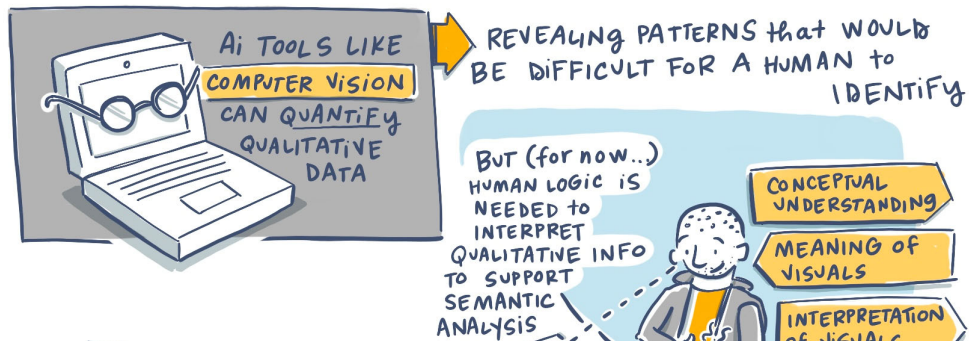 Ai TOOLS LIKE
COMPUTER VISION
CAN QUANTiFY
QUALITATiVE
DATA
REVEALING PATTERNS that WOULD
BE DiFFICULT FOR A HUMAN to
IDENTiFY
BUT (for now...)
HUMAN LOGiC iS
NEEDED to
INTERPRET
QUALITATIVE INFO
TO SUPPORT
SEMANTIC
ANALYSiS
CONCEPTUAL
UNDERSTANDING
MEANING OF
VISUALS
INTERPRETATION
OF VISUALS